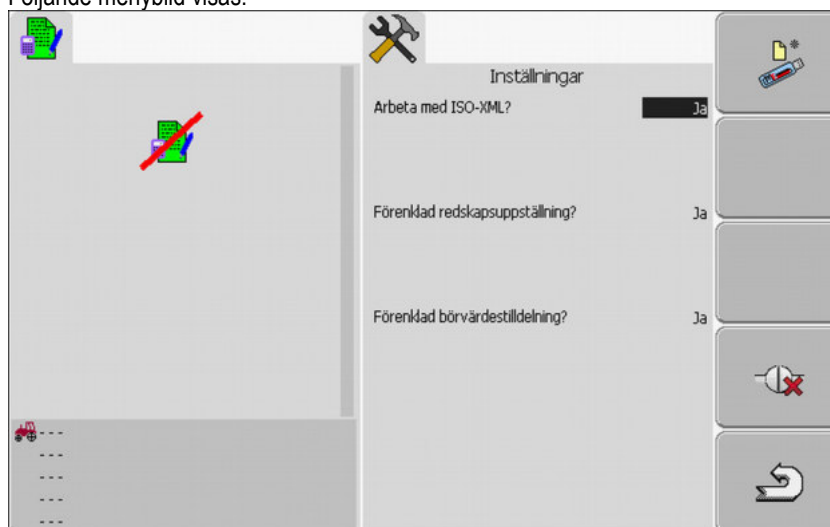 Följande menybild visas:
Inställningar
Arbeta med ISO-XML? Ja
Förenklad redskapsuppställning? Ja
Förenklad börvärdestilldelning? Ja
---
---
---
---
---